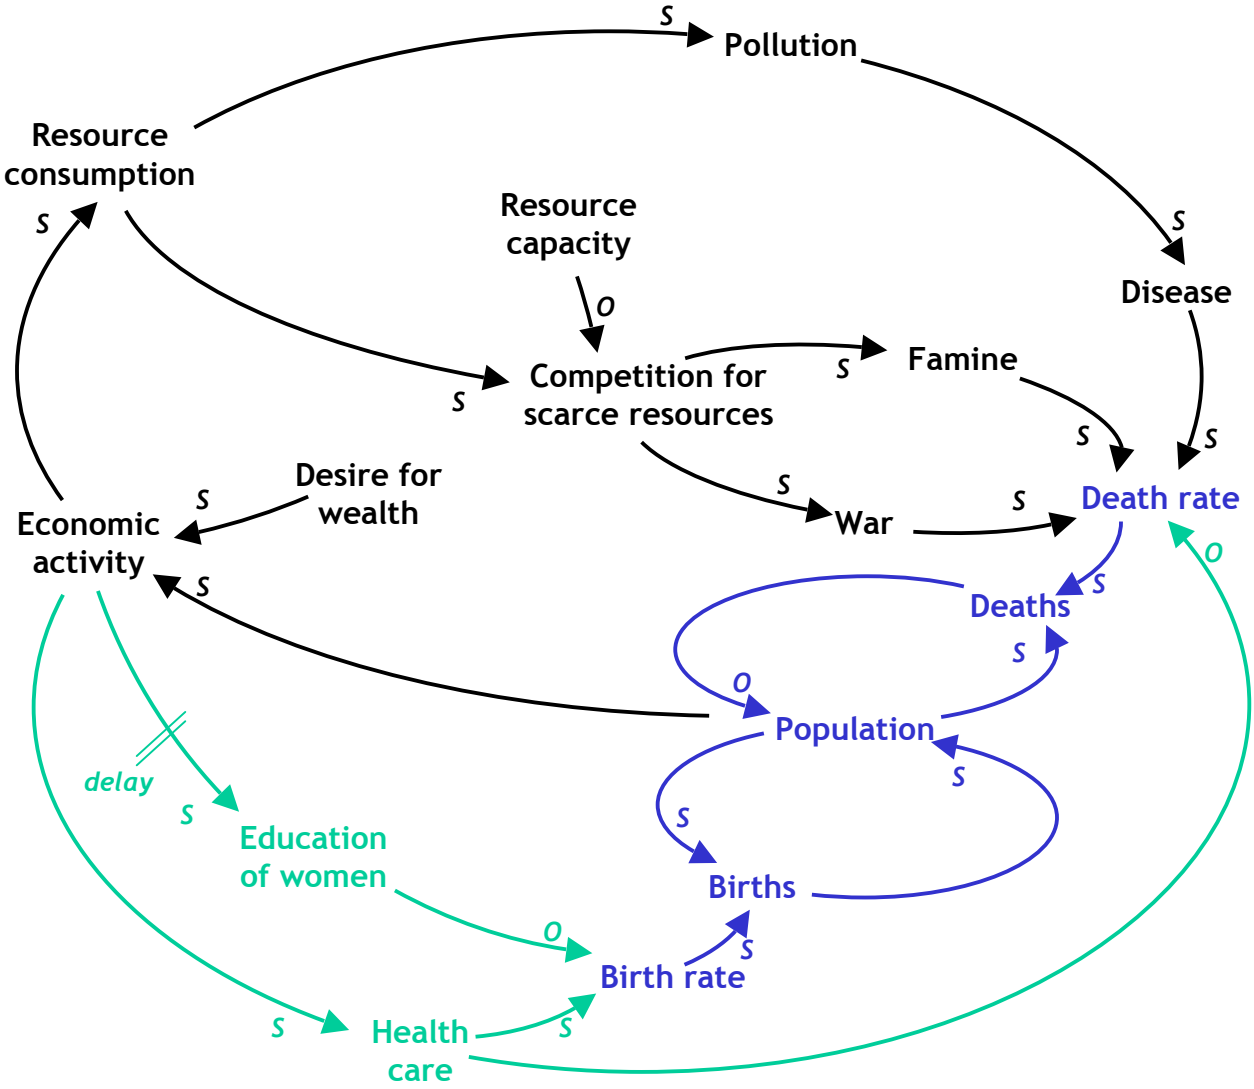 S
Pollution
Resource
consumption
S
Resource
capacity
S
O
Disease
Famine
S
Competition for
scarce resources
S
S
S
Desire for
wealth
S
S
Death rate
S
War
Economic
activity
O
S
S
Deaths
S
O
Population
S
delay
S
S
Education
of women
Births
O
S
Birth rate
S
S
Health
care